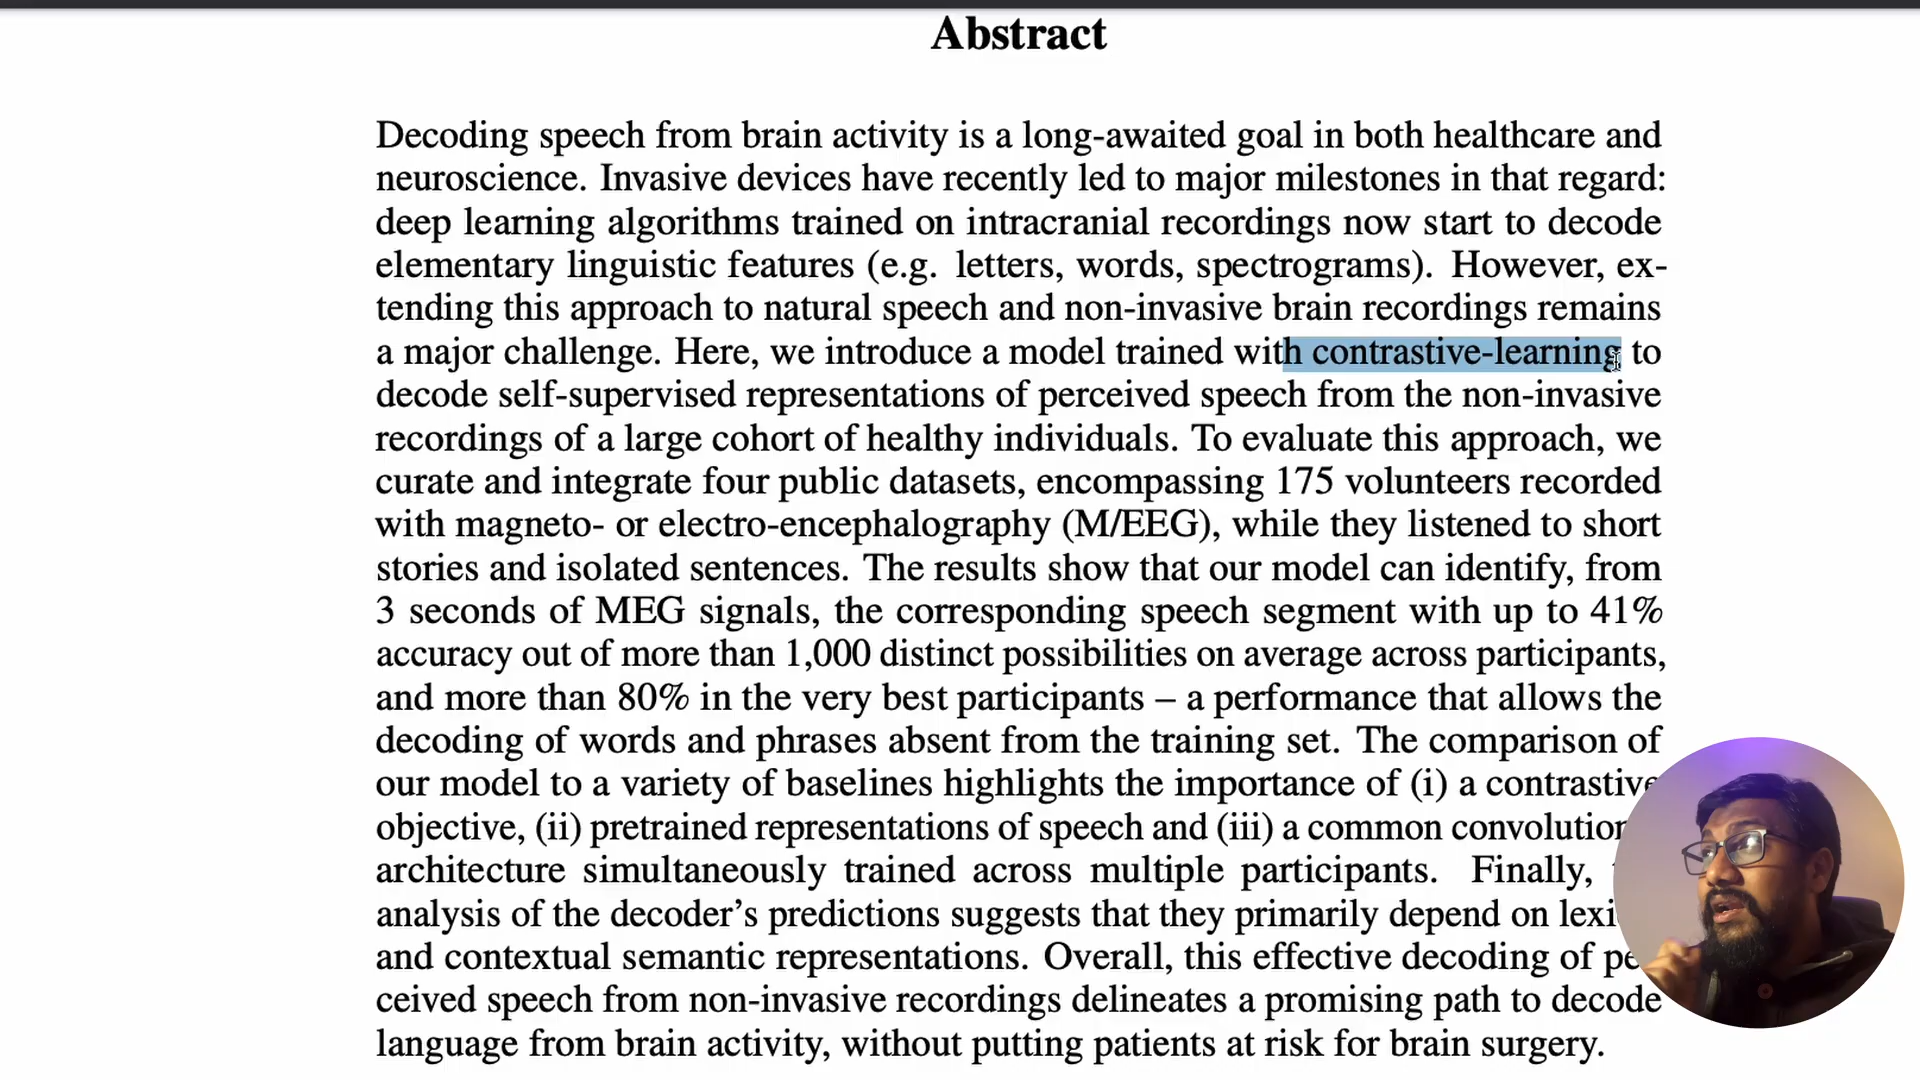 Abstract
Decoding speech from brain activity is a long-awaited goal in both healthcare and
neuroscience. Invasive devices have recently led to major milestones in that regard:
deep learning algorithms trained on intracranial recordings now start to decode
elementary linguistic features (e.g. letters, words, spectrograms). However, ex-
tending this approach to natural speech and non-invasive brain recordings remains
a major challenge. Here, we introduce a model trained with contrastive-learning to
decode self-supervised representations of perceived speech from the non-invasive
recordings of a large cohort of healthy individuals. To evaluate this approach, we
curate and integrate four public datasets, encompassing 175 volunteers recorded
with magneto- or electro-encephalography (M/EEG), while they listened to short
stories and isolated sentences. The results show that our model can identify, from
3 seconds of MEG signals, the corresponding speech segment with up to 41%
accuracy out of more than 1,000 distinct possibilities on average across participants,
and more than 80% in the very best participants – a performance that allows the
decoding of words and phrases absent from the training set. The comparison of
our model to a variety of baselines highlights the importance of (i) a contrastive
objective, (ii) pretrained representations of speech and (iii) a common convolution
architecture simultaneously trained across multiple participants. Finally,
analysis of the decoder's predictions suggests that they primarily depend on lexi
and contextual semantic representations. Overall, this effective decoding of pe
ceived speech from non-invasive recordings delineates a promising path to decode
language from brain activity, without putting patients at risk for brain surgery.